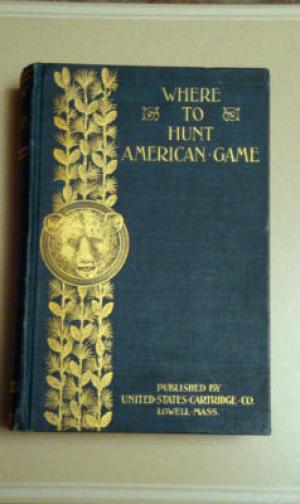 WHERE
TO
HUNT
AMERICAN·GAME
PUBLISHED BY
UNITED·STATES·CARTRIDGE·CO.
LOWELL·MASS.